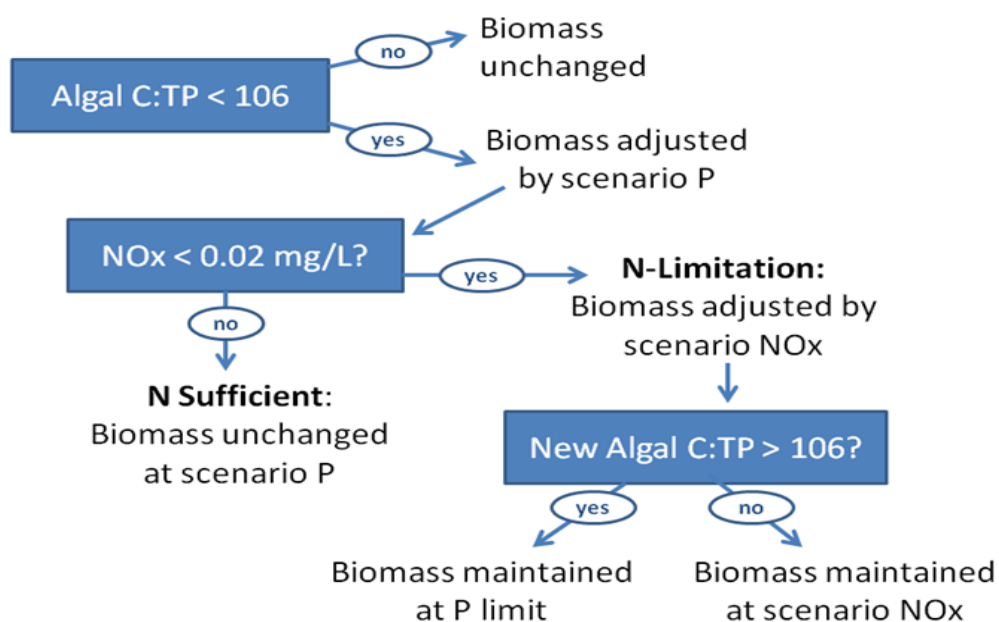 Algal C:TP < 106
no
Biomass
unchanged
yes
Biomass adjusted
by scenario P
NOx < 0.02 mg/L?
yes
N-Limitation:
Biomass adjusted by
scenario NOx
no
N Sufficient:
Biomass unchanged
at scenario P
New Algal C:TP > 106?
yes
no
Biomass maintained
at P limit
Biomass maintained
at scenario NOx